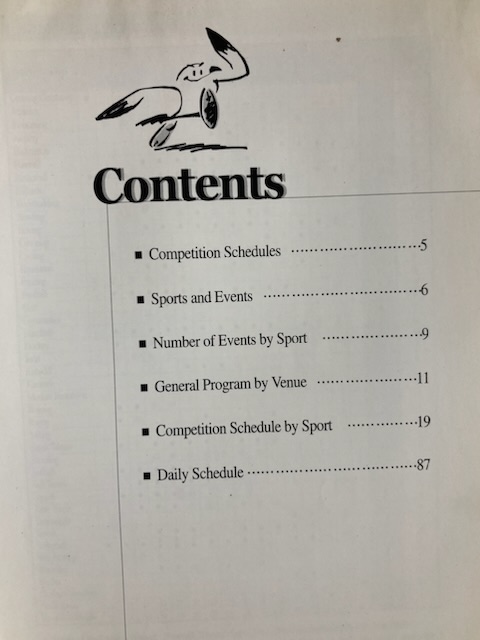 Contents
■ Competition Schedules ··························5
■ Sports and Events ································6
■ Number of Events by Sport ····················9
■ General Program by Venue ····················11
■ Competition Schedule by Sport ··············19
■ Daily Schedule ··································87